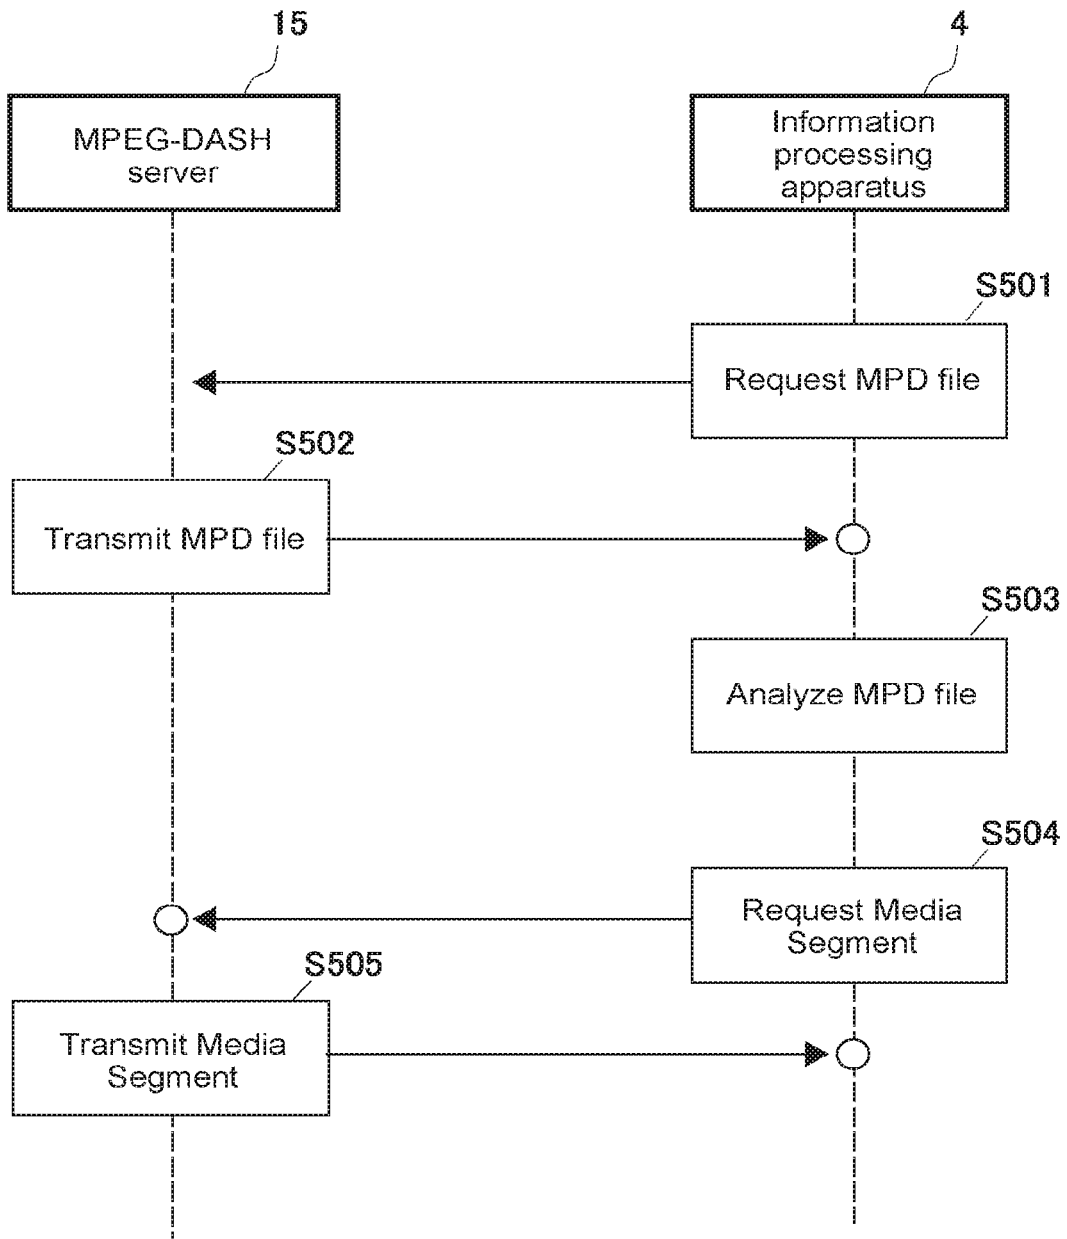 15
4
MPEG-DASH
server
Information
processing
apparatus
S501
Request MPD file
S502
Transmit MPD file
S503
Analyze MPD file
S504
Request Media
Segment
S505
Transmit Media
Segment